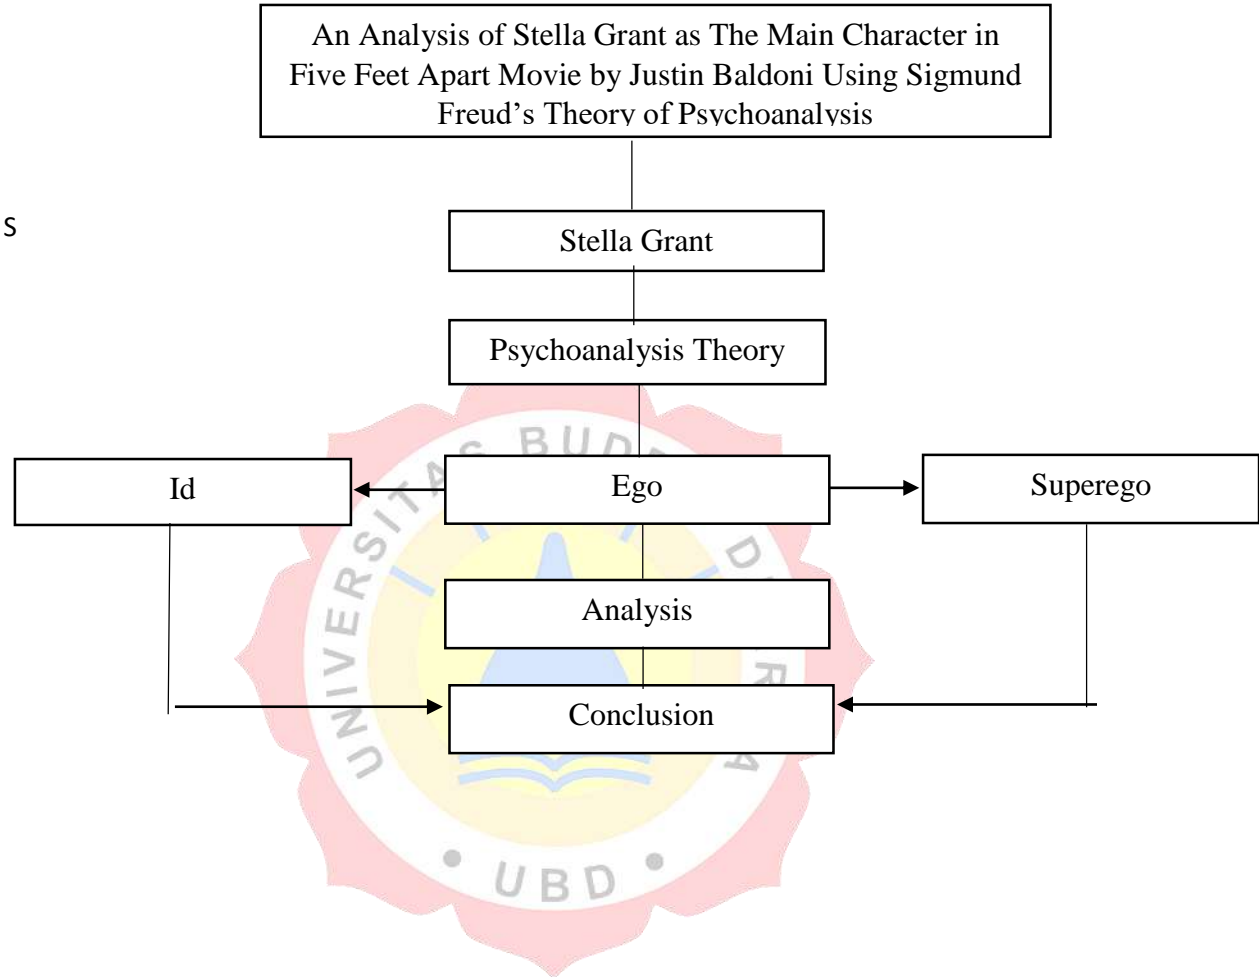 An Analysis of Stella Grant as The Main Character in
Five Feet Apart Movie by Justin Baldoni Using Sigmund
Freud’s Theory of Psychoanalysis
S
Stella Grant
Psychoanalysis Theory
Id
Ego
Superego
Analysis
Conclusion
UNIVERSITAS
UBD